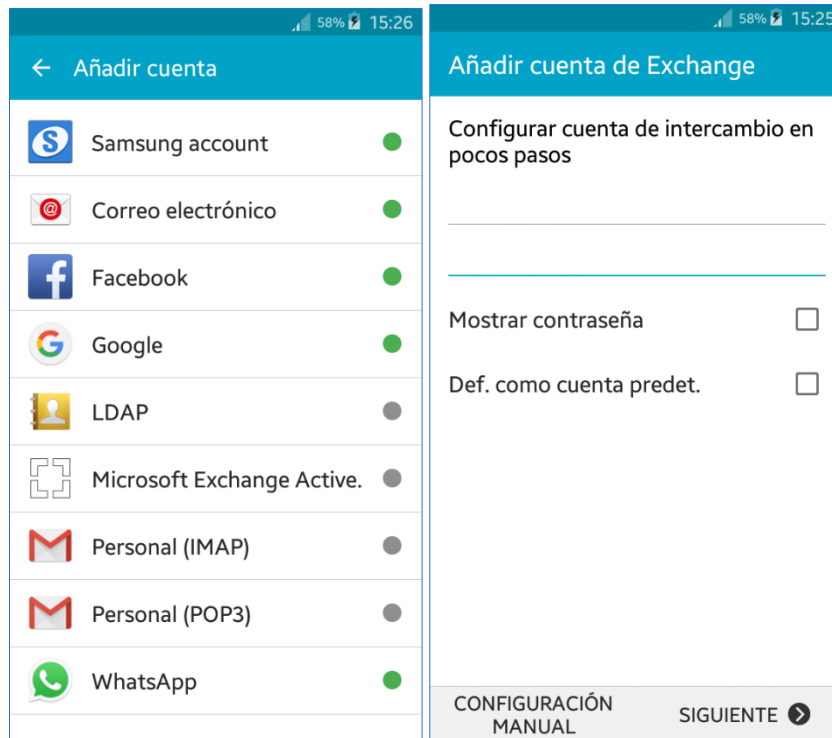 58% 15:26
Añadir cuenta
Samsung account
Correo electrónico
Facebook
Google
LDAP
Microsoft Exchange Active.
Personal (IMAP)
Personal (POP3)
WhatsApp
58% 15:25
Añadir cuenta de Exchange
Configurar cuenta de intercambio en
pocos pasos
Mostrar contraseña
Def. como cuenta predet.
CONFIGURACIÓN
MANUAL
SIGUIENTE